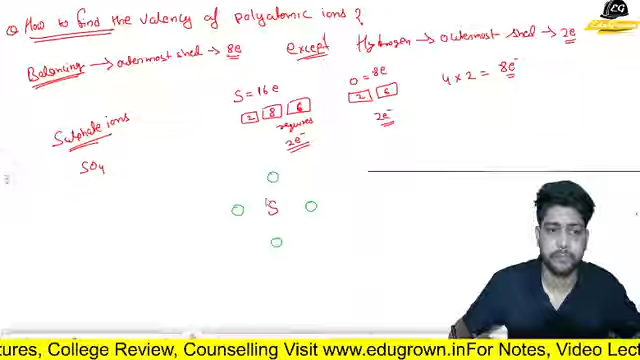 Q How to find the valency of polyatomic ions ?
Balancing → outermost shell → 8e except Hydrogen → outermost shell → 2e
S = 16e
2 8 6
requires
2e⁻
O = 8e
2 6
2e⁻
4 x 2 = 8e⁻
Sulphate ions
SO4
S
CG
Edugrown
tures, College Review, Counselling Visit www.edugrown.inFor Notes, Video Lect